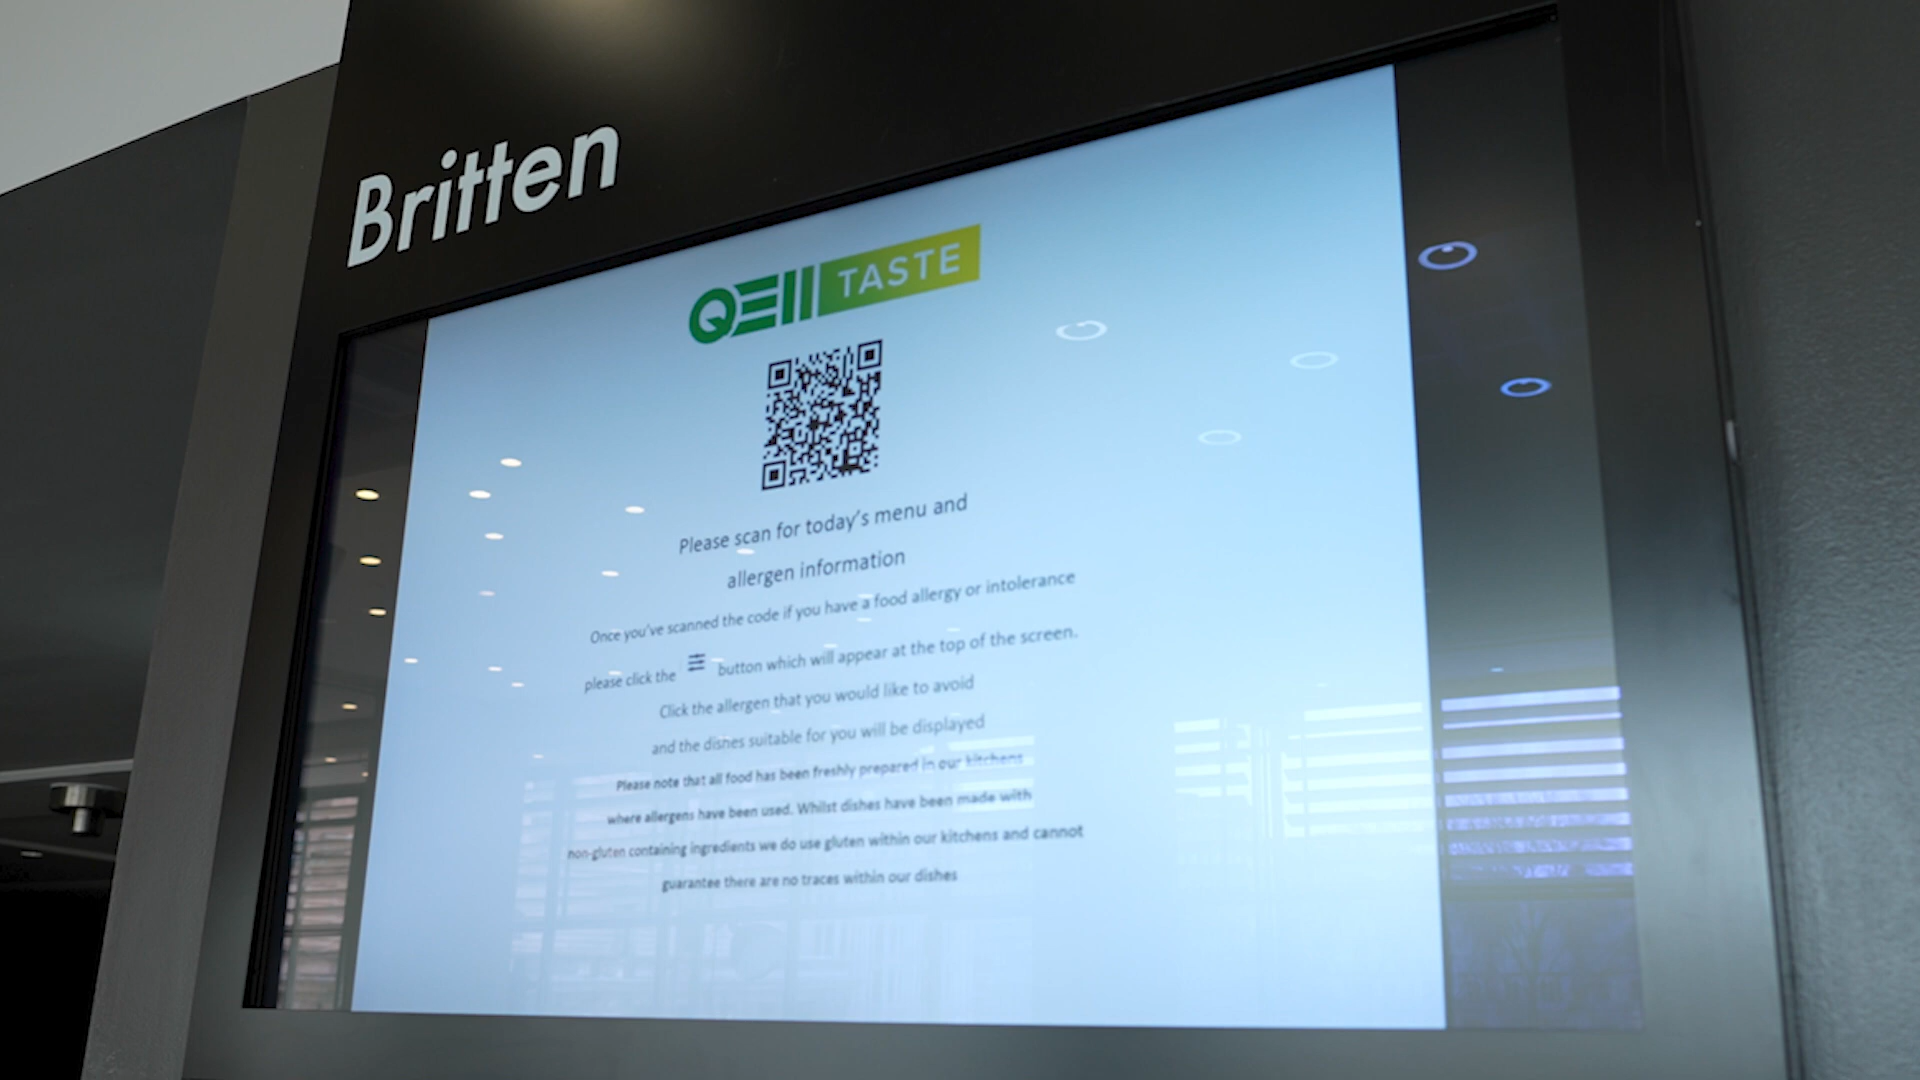 Britten
QEII TASTE
Please scan for today's menu and
allergen information
Once you've scanned the code if you have a food allergy or intolerance
please click the button which will appear at the top of the screen.
Click the allergen that you would like to avoid
and the dishes suitable for you will be displayed
Please note that all food has been freshly prepared in our kitchens
where allergens have been used. Whilst dishes have been made with
non-gluten containing ingredients we do use gluten within our kitchens and cannot
guarantee there are no traces within our dishes